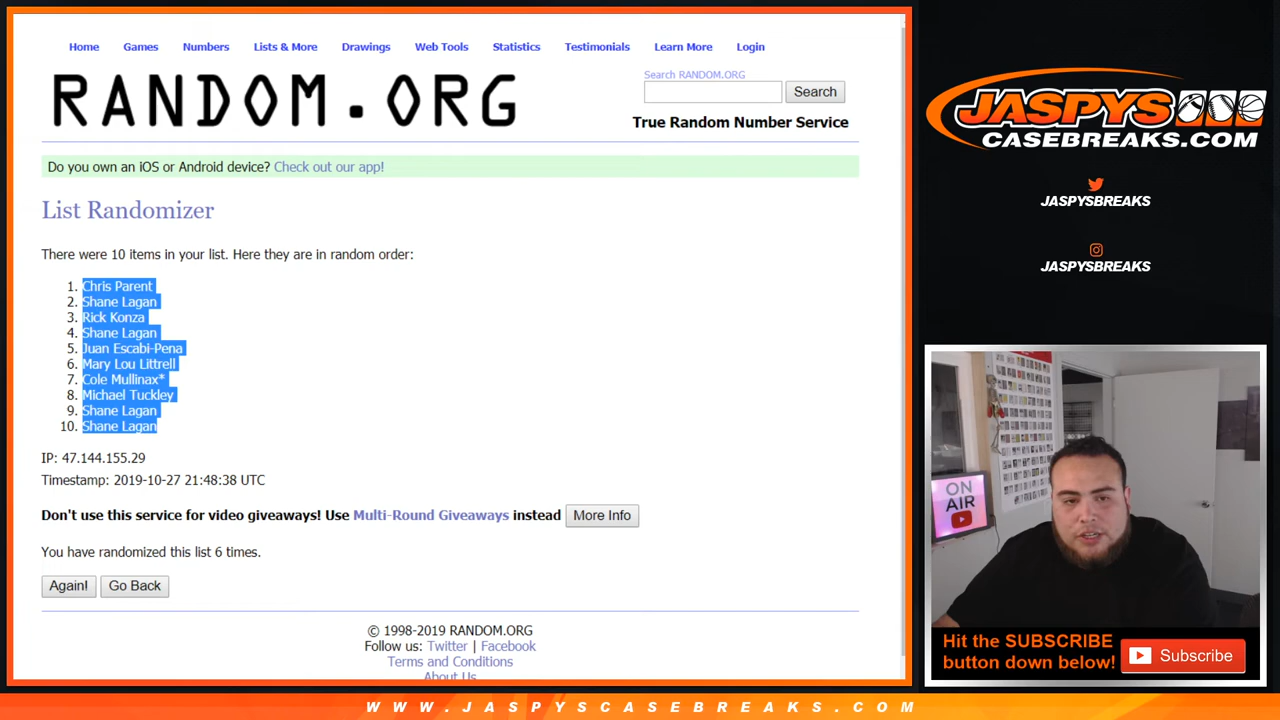 Home Games Numbers Lists & More Drawings Web Tools Statistics Testimonials Learn More Login
RANDOM.ORG
Search RANDOM.ORG
Search
True Random Number Service
Do you own an iOS or Android device? Check out our app!
List Randomizer
There were 10 items in your list. Here they are in random order:
1. Chris Parent
2. Shane Lagan
3. Rick Konza
4. Shane Lagan
5. Juan Escabi-Pena
6. Mary Lou Littrell
7. Cole Mullinax*
8. Michael Tuckley
9. Shane Lagan
10. Shane Lagan
IP: 47.144.155.29
Timestamp: 2019-10-27 21:48:38 UTC
Don't use this service for video giveaways! Use Multi-Round Giveaways instead More Info
You have randomized this list 6 times.
Again! Go Back
© 1998-2019 RANDOM.ORG
Follow us: Twitter | Facebook
Terms and Conditions
About Us
JASPYS
CASEBREAKS.COM
JASPYSBREAKS
JASPYSBREAKS
ON
AIR
Hit the SUBSCRIBE
button down below!
Subscribe
WWW.JASPYSCASEBREAKS.COM